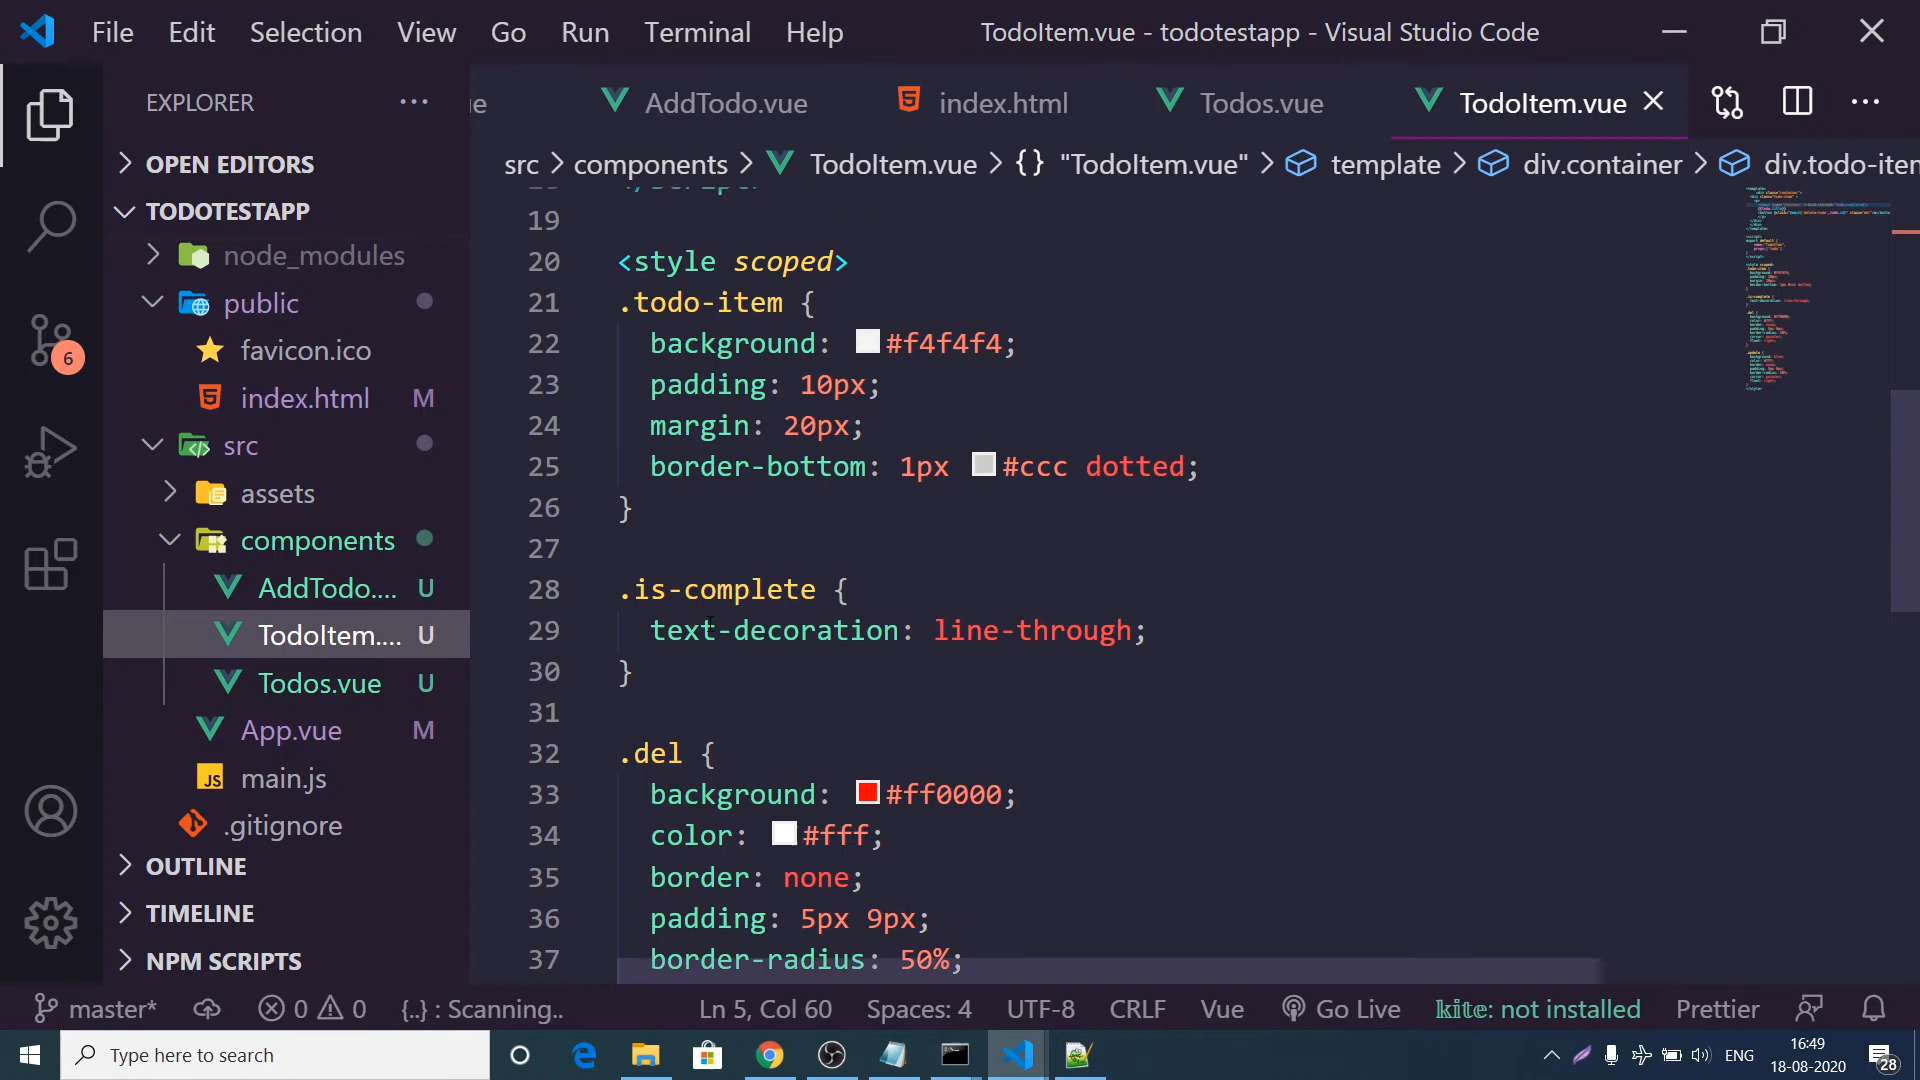 File Edit Selection View Go Run Terminal Help TodoItem.vue - todotestapp - Visual Studio Code
EXPLORER
OPEN EDITORS
TODOTESTAPP
node_modules
public
favicon.ico
index.html M
src
assets
components
AddTodo.... U
TodoItem.... U
Todos.vue U
App.vue M
JS main.js
.gitignore
OUTLINE
TIMELINE
NPM SCRIPTS
6
ue AddTodo.vue index.html Todos.vue TodoItem.vue
src > components > TodoItem.vue > {} "TodoItem.vue" > template > div.container > div.todo-item
19
20 <style scoped>
21 .todo-item {
22 background: #f4f4f4;
23 padding: 10px;
24 margin: 20px;
25 border-bottom: 1px #ccc dotted;
26 }
27
28 .is-complete {
29 text-decoration: line-through;
30 }
31
32 .del {
33 background: #ff0000;
34 color: #fff;
35 border: none;
36 padding: 5px 9px;
37 border-radius: 50%;
master* 0 0 {..} : Scanning.. Ln 5, Col 60 Spaces: 4 UTF-8 CRLF Vue Go Live kite: not installed Prettier
Type here to search
ENG
16:49
18-08-2020
28